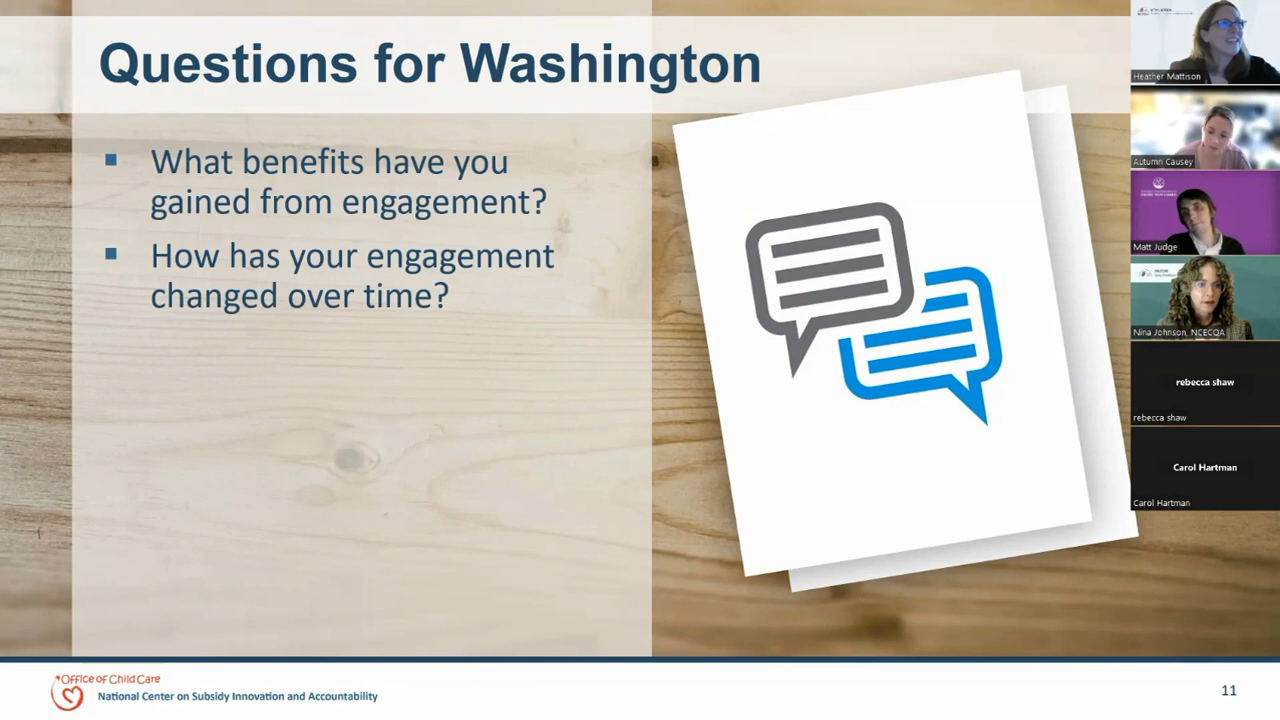 Questions for Washington
What benefits have you
gained from engagement?
How has your engagement
changed over time?
Office of Child Care
National Center on Subsidy Innovation and Accountability
11
Heather Mattison
Autumn Causey
Matt Judge
Nina Johnson, NCECQA
rebecca shaw
rebecca shaw
Carol Hartman
Carol Hartman